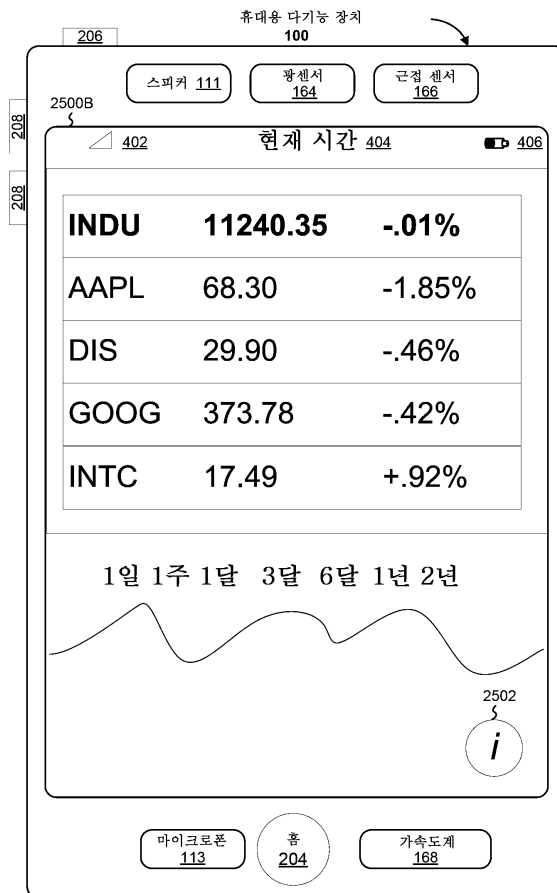 휴대용 다기능 장치
100
206
스피커 111
광센서
164
근접 센서
166
2500B
208
208
402
현재 시간 404
406
INDU 11240.35 -.01%
AAPL 68.30 -1.85%
DIS 29.90 -.46%
GOOG 373.78 -.42%
INTC 17.49 +.92%
1일 1주 1달 3달 6달 1년 2년
2502
i
마이크로폰
113
홈
204
가속도계
168